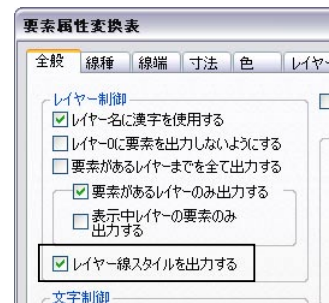 要素属性変換表
全般 線種 線端 寸法 色 レイヤー
レイヤー制御
レイヤー名に漢字を使用する
レイヤー0に要素を出力しないようにする
要素があるレイヤーまでを全て出力する
要素があるレイヤーのみ出力する
表示中レイヤーの要素のみ
出力する
レイヤー線スタイルを出力する
文字制御